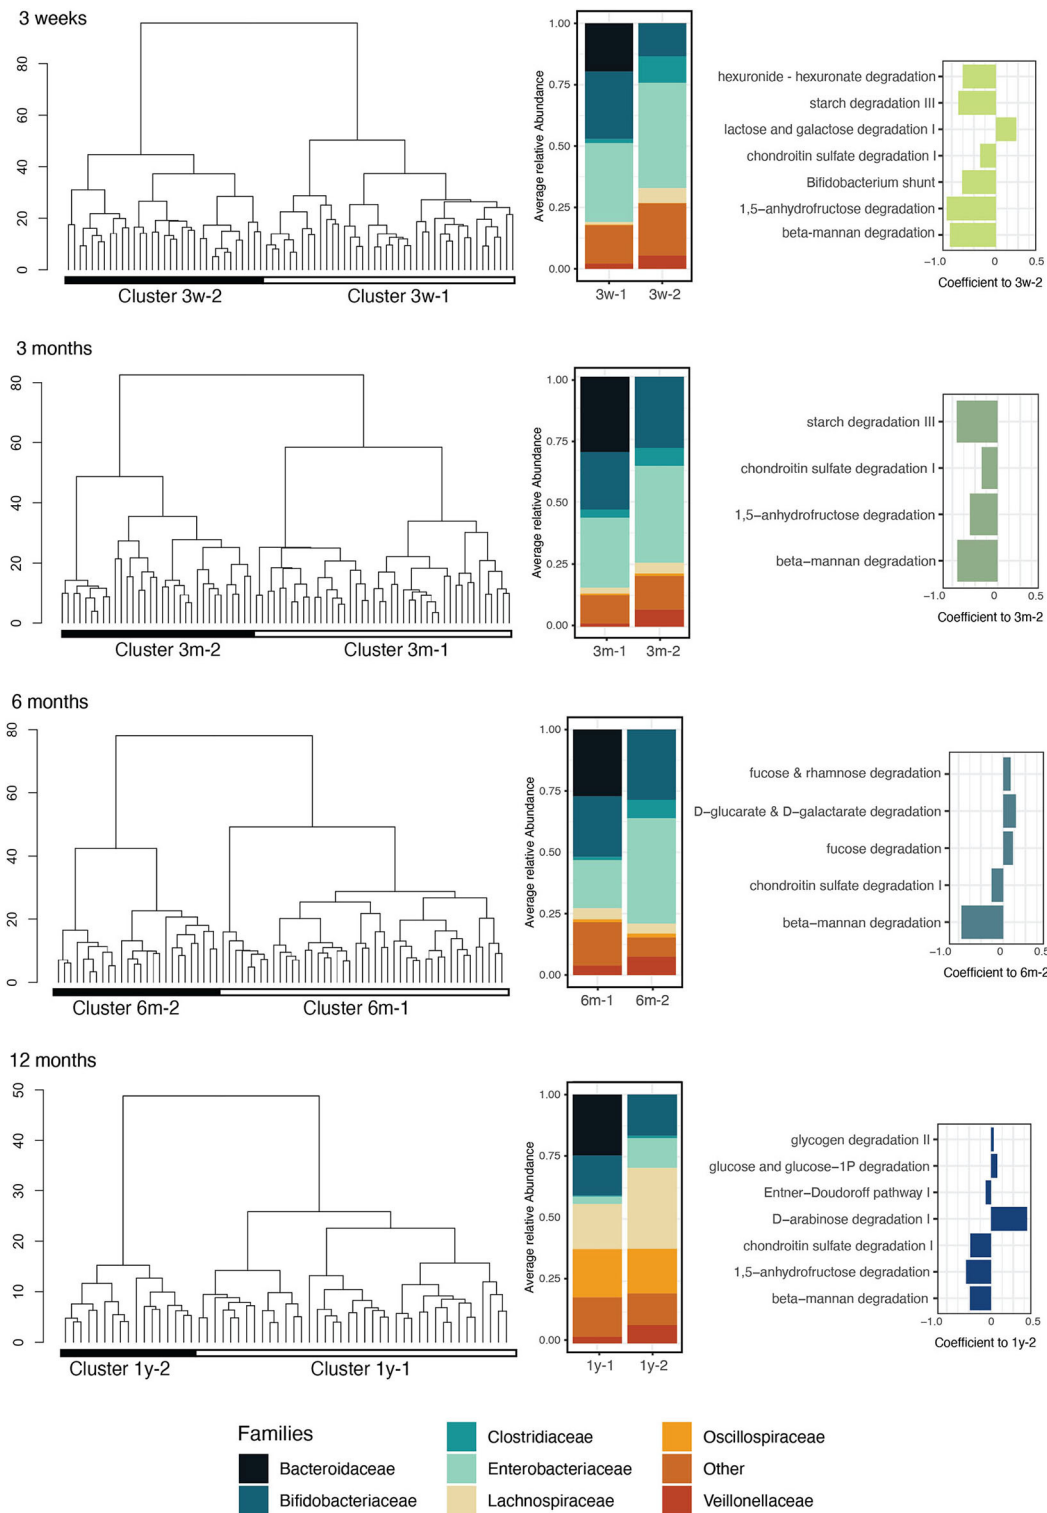 3 weeks
80
60
40
20
0
Cluster 3w-2
Cluster 3w-1
Average relative Abundance
1.00
0.75
0.50
0.25
0.00
3w-1
3w-2
hexuronide - hexuronate degradation
starch degradation III
lactose and galactose degradation I
chondroitin sulfate degradation I
Bifidobacterium shunt
1,5-anhydrofructose degradation
beta-mannan degradation
-1.0
0
0.5
Coefficient to 3w-2
3 months
80
60
40
20
0
Cluster 3m-2
Cluster 3m-1
Average relative Abundance
1.00
0.75
0.50
0.25
0.00
3m-1
3m-2
starch degradation III
chondroitin sulfate degradation I
1,5−anhydrofructose degradation
beta−mannan degradation
−1.0
0
0.5
Coefficient to 3m-2
6 months
80
60
40
20
0
Cluster 6m-2
Cluster 6m-1
Average relative Abundance
1.00
0.75
0.50
0.25
0.00
6m-1
6m-2
fucose & rhamnose degradation
D−glucarate & D−galactarate degradation
fucose degradation
chondroitin sulfate degradation I
beta−mannan degradation
−1.0
0
0.5
Coefficient to 6m-2
12 months
50
40
30
20
10
0
Cluster 1y-2
Cluster 1y-1
Average relative Abundance
1.00
0.75
0.50
0.25
0.00
1y-1
1y-2
glycogen degradation II
glucose and glucose−1P degradation
Entner−Doudoroff pathway I
D−arabinose degradation I
chondroitin sulfate degradation I
1,5−anhydrofructose degradation
beta−mannan degradation
−1.0
0
0.5
Coefficient to 1y-2
Families
Bacteroidaceae
Bifidobacteriaceae
Clostridiaceae
Enterobacteriaceae
Lachnospiraceae
Oscillospiraceae
Other
Veillonellaceae